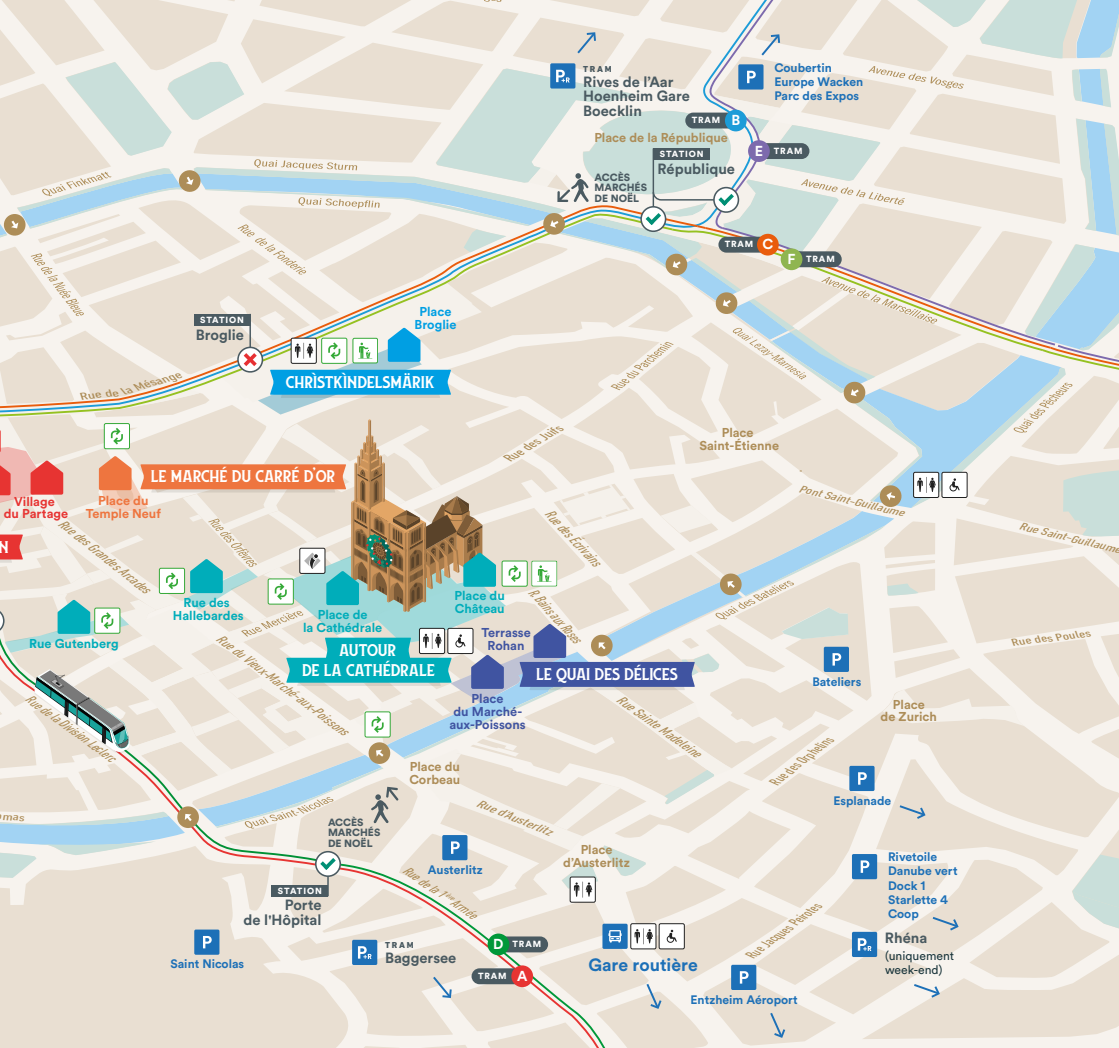 TRAM
P+R
Rives de l'Aar
Hoenheim Gare
Boecklin
P
Coubertin
Europe Wacken
Parc des Expos
Avenue des Vosges
TRAM B
Place de la République
E TRAM
STATION
République
Quai Jacques Sturm
Quai Finkmatt
Quai Schoepflin
ACCÈS
MARCHÉS
DE NOËL
Avenue de la Liberté
TRAM C
F TRAM
Rue de la Nuée Bleue
Rue de la Fonderie
Avenue de la Marseillaise
STATION
Broglie
Place
Broglie
Quai Lezay-Marnesia
CHRÌSTKÌNDELSMÄRIK
Rue de la Mésange
Rue du Parchemin
Quai des Pêcheurs
Rue des Juifs
Place
Saint-Étienne
LE MARCHÉ DU CARRÉ D'OR
Village
du Partage
Place du
Temple Neuf
Pont Saint-Guillaume
Rue Saint-Guillaume
N
Rue des Grandes Arcades
Rue des Orfèvres
Rue des Écrivains
Rue des
Hallebardes
Place de
la Cathédrale
Place du
Château
R. Bains aux Roses
Quai des Bateliers
Rue Gutenberg
Rue Mercière
Terrasse
Rohan
Rue des Poules
AUTOUR
DE LA CATHÉDRALE
LE QUAI DES DÉLICES
P
Bateliers
Rue du Vieux-Marché-aux-Poissons
Place
du Marché-
aux-Poissons
Rue Sainte Madeleine
Place
de Zurich
Rue de la Division Leclerc
Place du
Corbeau
Rue des Orphelins
P
Esplanade
Quai Saint-Nicolas
omas
ACCÈS
MARCHÉS
DE NOËL
Rue d'Austerlitz
P
Austerlitz
Place
d'Austerlitz
P
Rivetoile
Danube vert
Dock 1
Starlette 4
Coop
STATION
Porte
de l'Hôpital
Rue de la 1ère Armée
Rue Jacques Peirotes
P
Saint Nicolas
P+R
TRAM
Baggersee
D TRAM
TRAM A
Gare routière
P+R
Rhéna
(uniquement
week-end)
P
Entzheim Aéroport